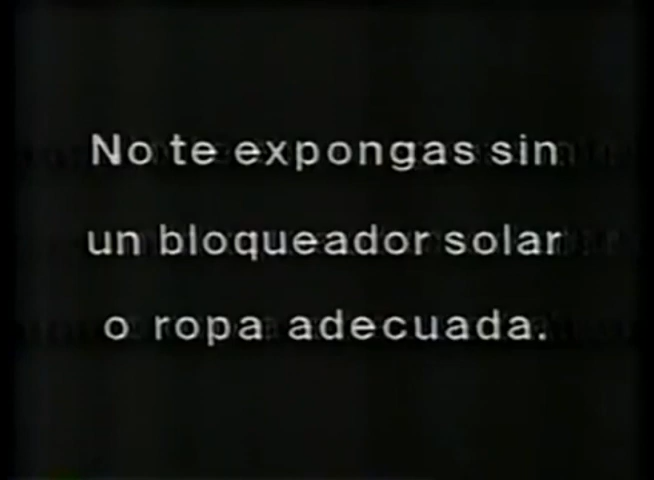 No te expongas sin
un bloqueador solar
o ropa adecuada.